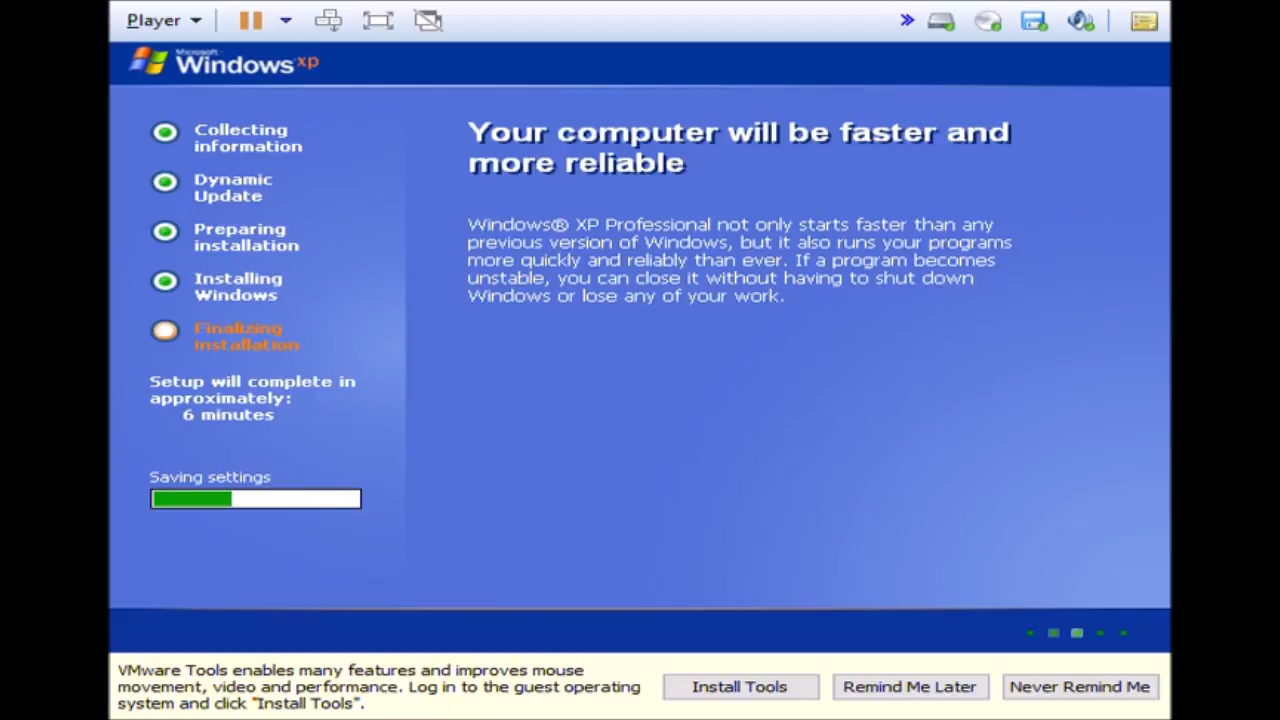 Player
Microsoft
Windows xp
Collecting
information
Dynamic
Update
Preparing
installation
Installing
Windows
Finalizing
installation
Setup will complete in
approximately:
6 minutes
Saving settings
Your computer will be faster and
more reliable
Windows® XP Professional not only starts faster than any
previous version of Windows, but it also runs your programs
more quickly and reliably than ever. If a program becomes
unstable, you can close it without having to shut down
Windows or lose any of your work.
VMware Tools enables many features and improves mouse
movement, video and performance. Log in to the guest operating
system and click "Install Tools".
Install Tools
Remind Me Later
Never Remind Me